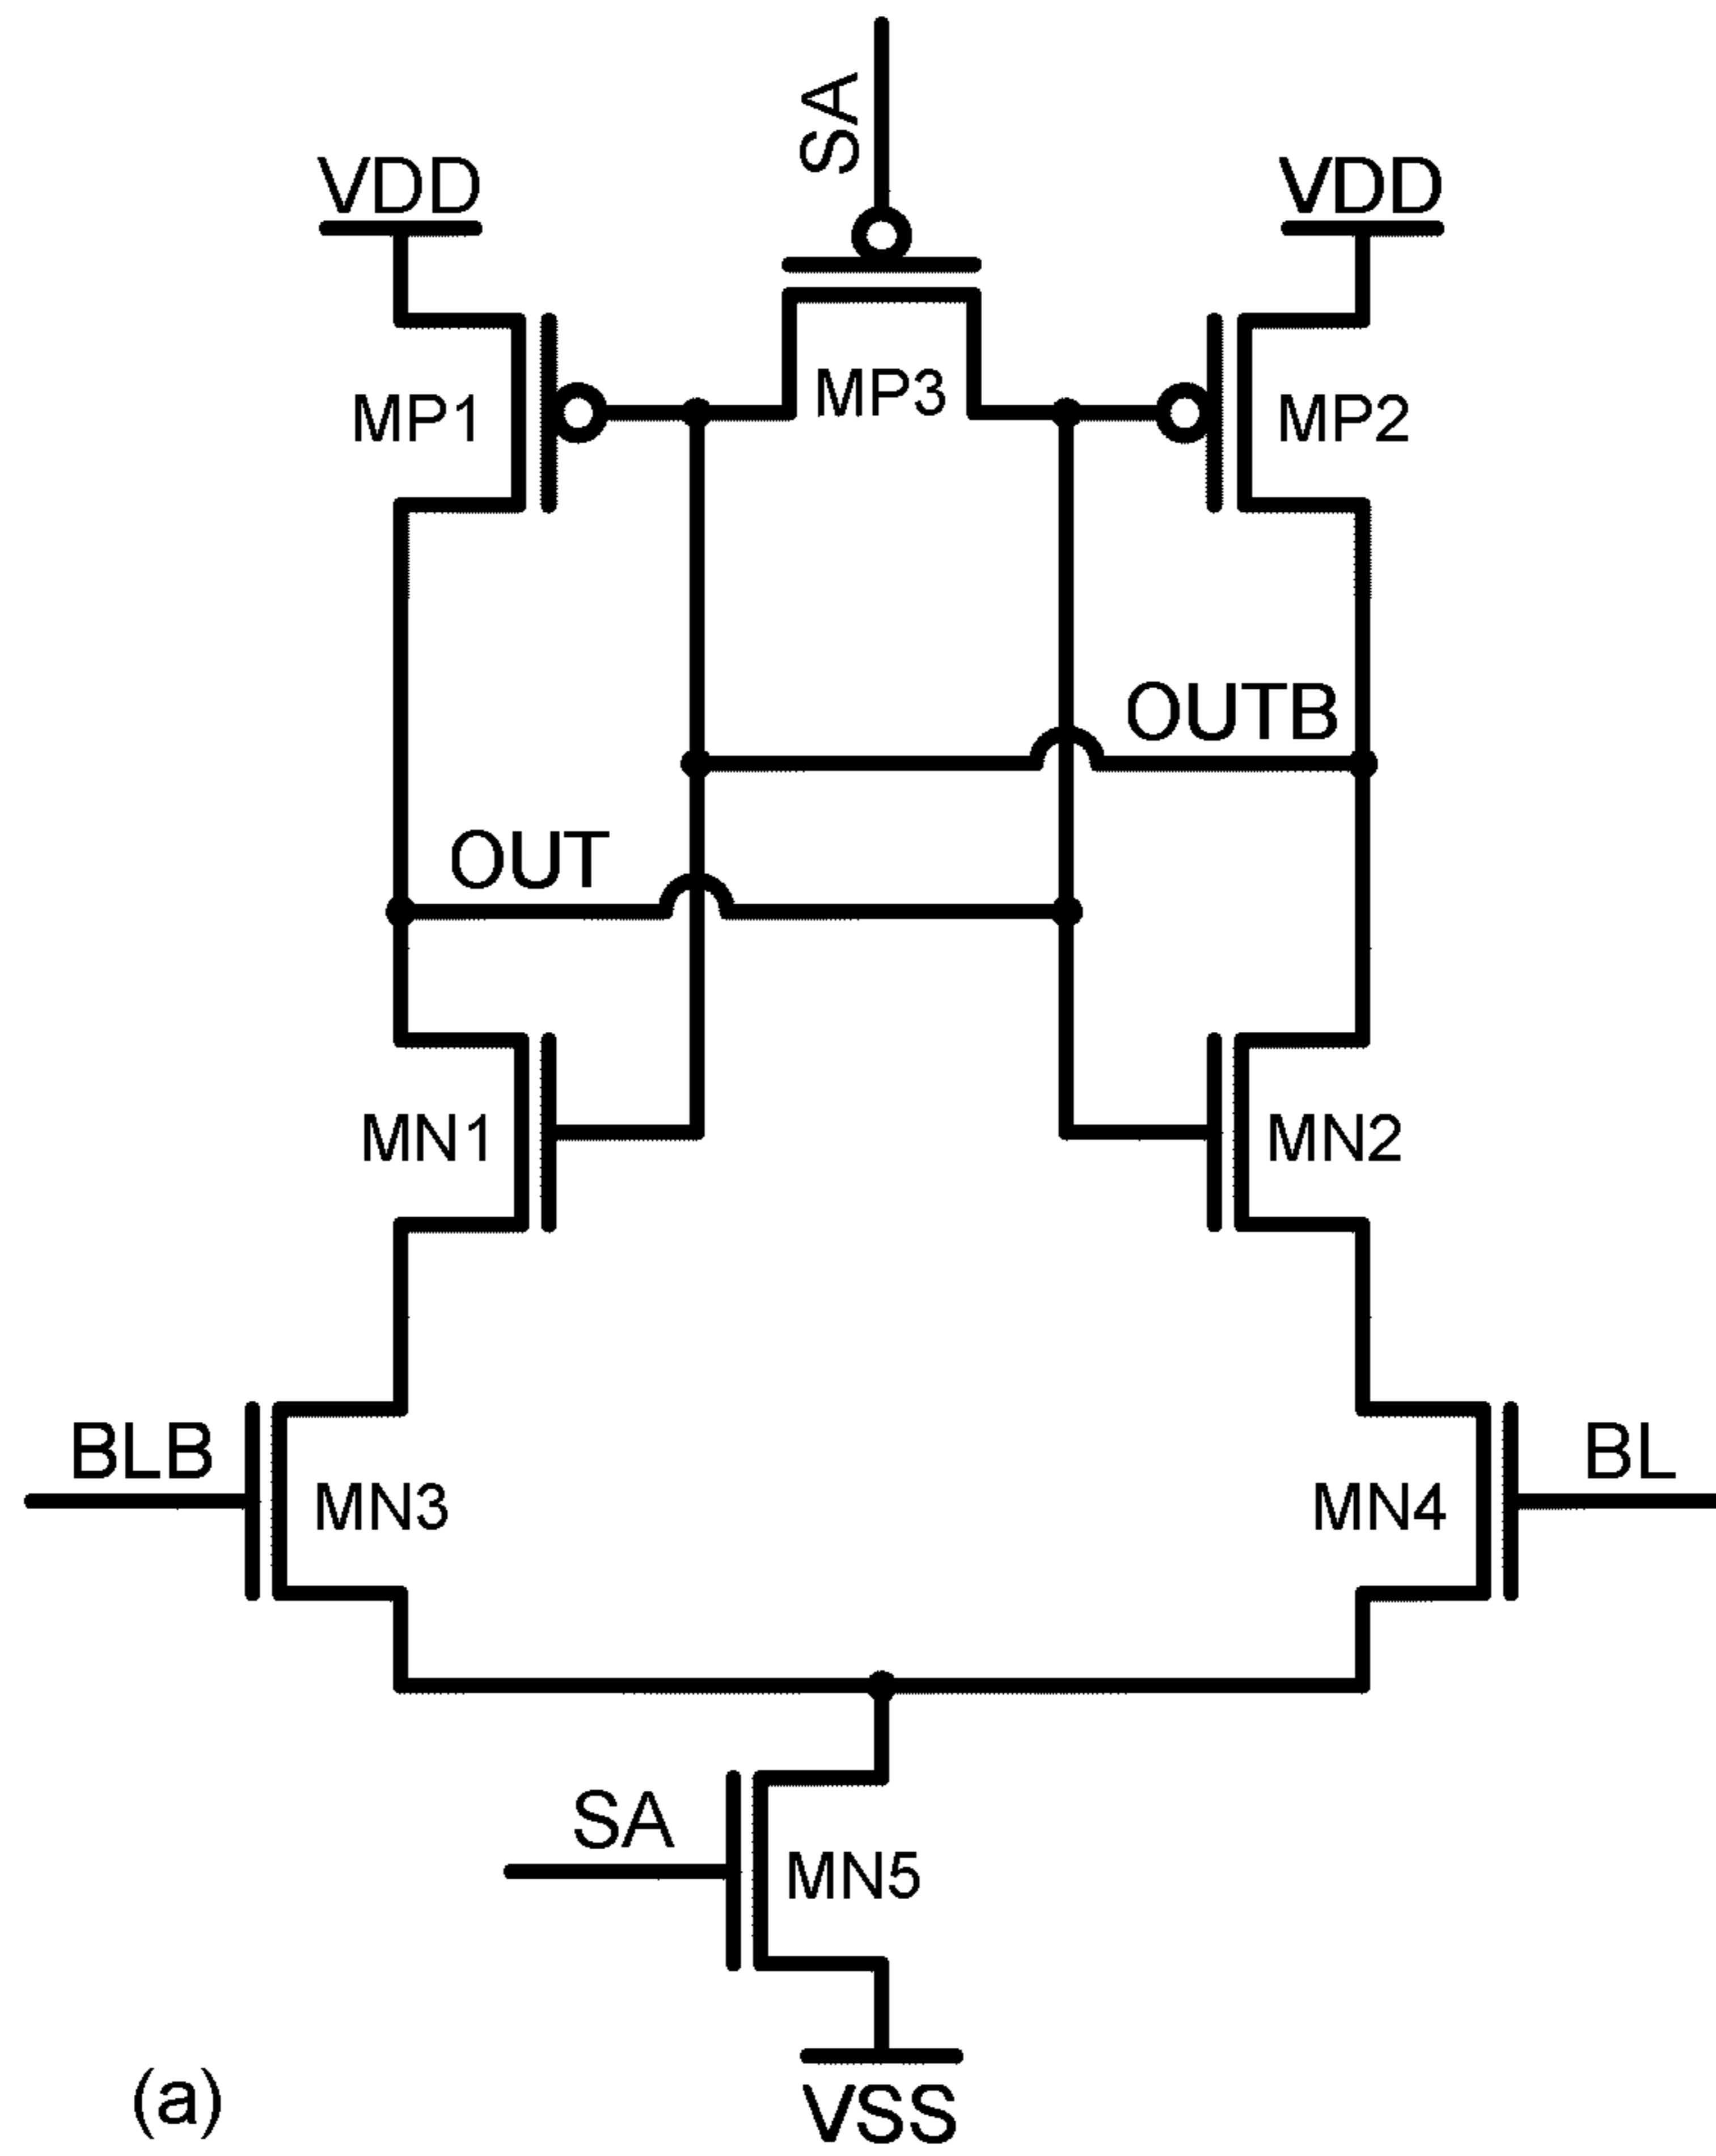 SA
VDD
VDD
MP1
MP3
MP2
OUTB
OUT
MN1
MN2
BLB
MN3
MN4
BL
SA
MN5
(a)
VSS